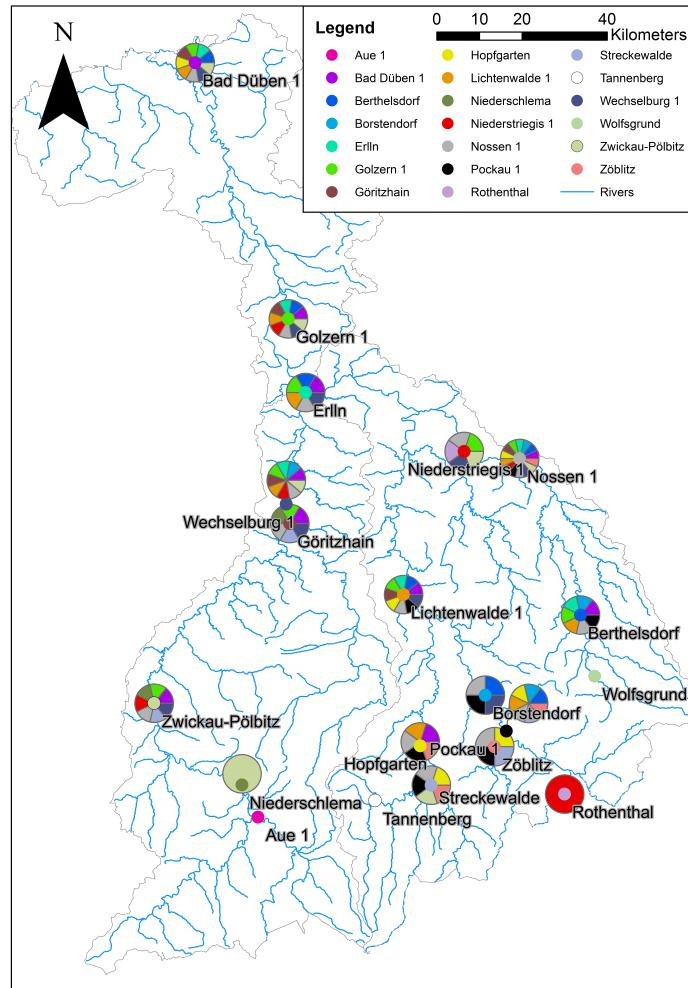 N
Legend
0 10 20 40
Kilometers
Aue 1
Bad Düben 1
Berthelsdorf
Borstendorf
Erlln
Golzern 1
Göritzhain
Hopfgarten
Lichtenwalde 1
Niederschlema
Niederstriegis 1
Nossen 1
Pockau 1
Rothenthal
Streckewalde
Tannenberg
Wechselburg 1
Wolfsgrund
Zwickau-Pölbitz
Zöblitz
Rivers
Bad Düben 1
Golzern 1
Erlln
Niederstriegis 1
Nossen 1
Wechselburg 1
Göritzhain
Lichtenwalde 1
Berthelsdorf
Wolfsgrund
Borstendorf
Zwickau-Pölbitz
Pockau 1
Hopfgarten
Zöblitz
Streckewalde
Niederschlema
Rothenthal
Tannenberg
Aue 1